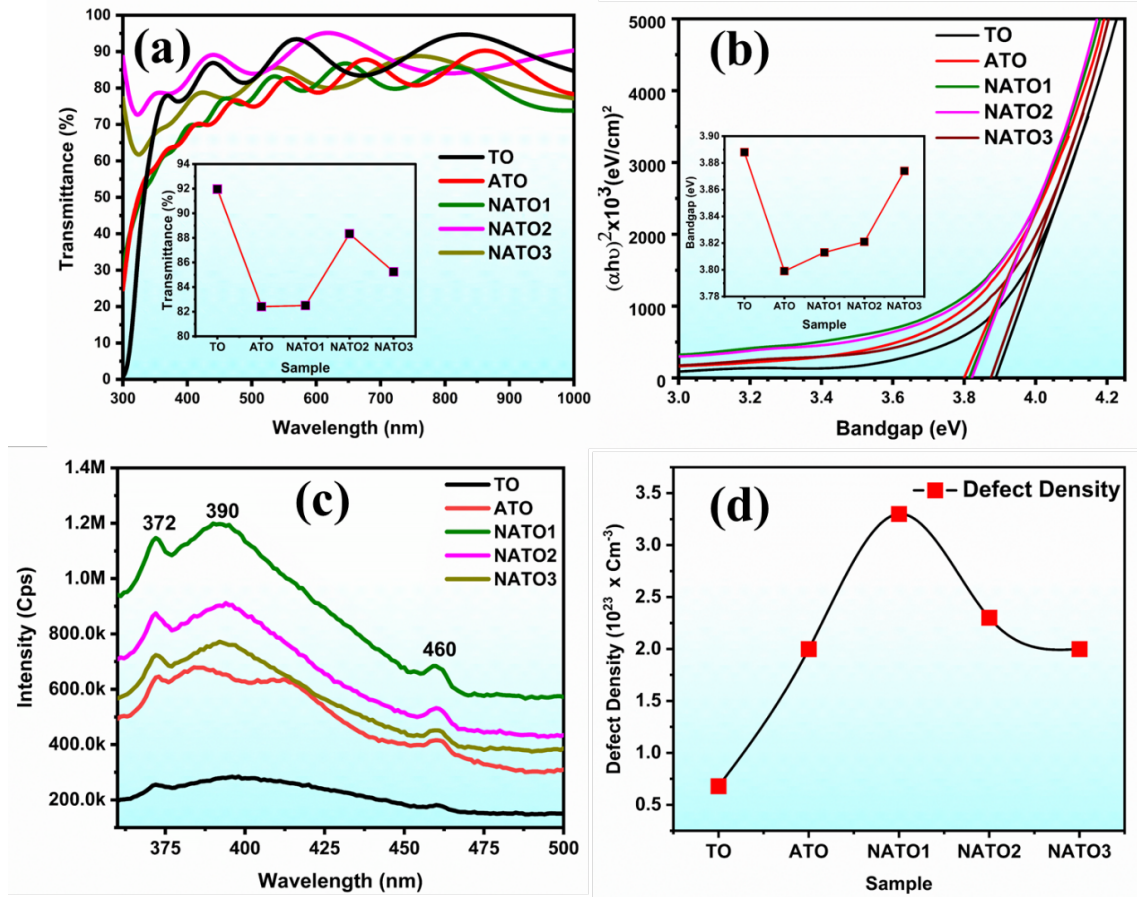 (a)
Transmittance (%)
100
90
80
70
60
50
40
30
20
10
0
300 400 500 600 700 800 900 1000
Wavelength (nm)
TO
ATO
NATO1
NATO2
NATO3
Transmittance (%)
94
92
90
88
86
84
82
80
TO ATO NATO1 NATO2 NATO3
Sample
(b)
(αhυ)²x10⁻³(eV/cm)²
5000
4000
3000
2000
1000
0
3.0 3.2 3.4 3.6 3.8 4.0 4.2
Bandgap (eV)
TO
ATO
NATO1
NATO2
NATO3
Bandgap (eV)
3.90
3.88
3.86
3.84
3.82
3.80
3.78
TO ATO NATO1 NATO2 NATO3
Sample
(c)
Intensity (Cps)
1.4M
1.2M
1.0M
800.0k
600.0k
400.0k
200.0k
372
390
460
TO
ATO
NATO1
NATO2
NATO3
375 400 425 450 475 500
Wavelength (nm)
(d)
Defect Density
Defect Density (10²³ x Cm⁻³)
3.5
3.0
2.5
2.0
1.5
1.0
0.5
TO ATO NATO1 NATO2 NATO3
Sample